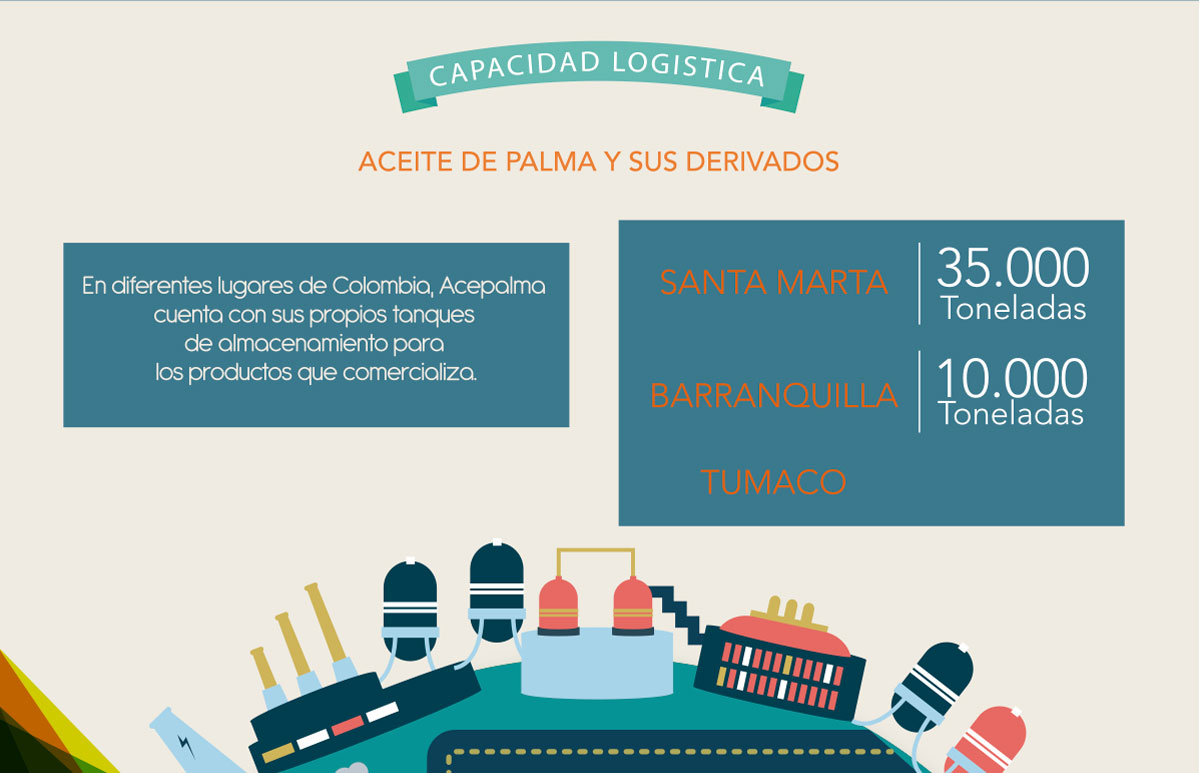 CAPACIDAD LOGISTICA
ACEITE DE PALMA Y SUS DERIVADOS
En diferentes lugares de Colombia, Acepalma
cuenta con sus propios tanques
de almacenamiento para
los productos que comercializa.
SANTA MARTA
35.000
Toneladas
BARRANQUILLA
10.000
Toneladas
TUMACO